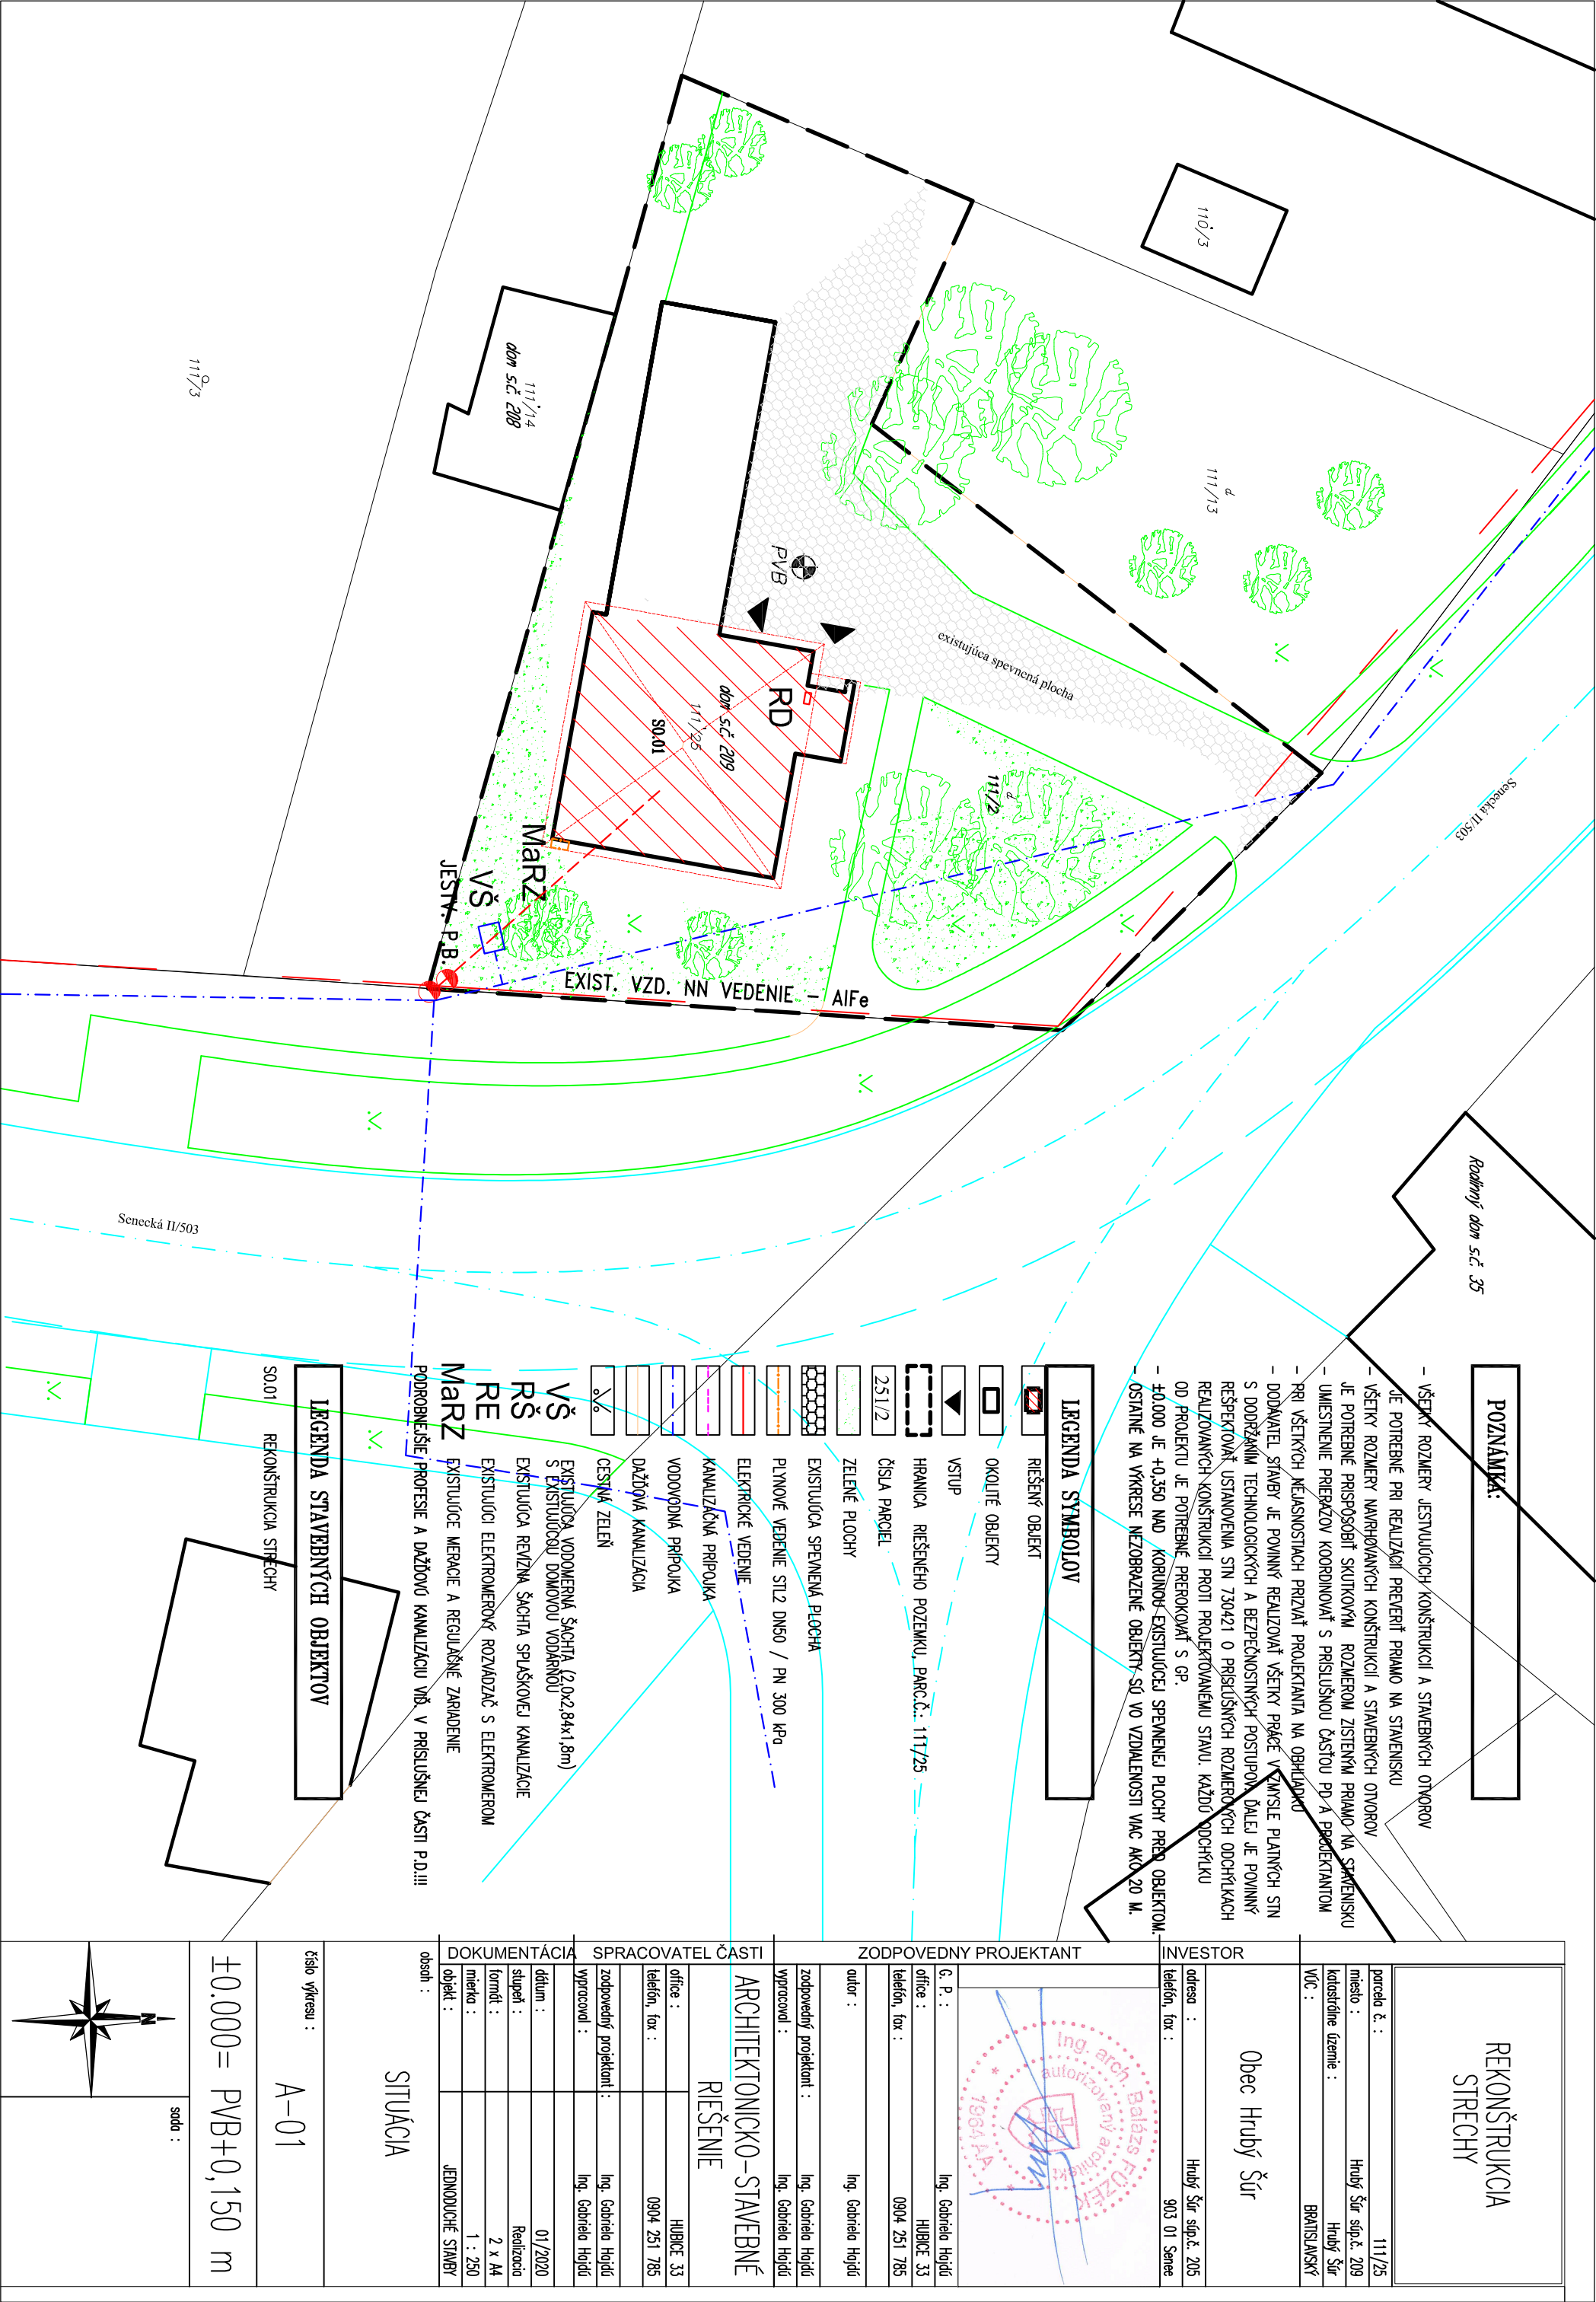 POZNÁMKA:
- VŠETKY ROZMERY JESTVUJÚCICH KONŠTRUKCIÍ A STAVEBNÝCH OTVOROV
JE POTREBNÉ PRI REALIZÁCIÍ PREVERIŤ PRIAMO NA STAVENISKU
- VŠETKY ROZMERY NAVRHOVANÝCH KONŠTRUKCIÍ A STAVEBNÝCH OTVOROV
JE POTREBNÉ PRISPÔSOBIŤ SKUTKOVÝM ROZMEROM ZISTENÝM PRIAMO NA STAVENISKU
- UMIESTNENIE PRIERAZOV KOORDINOVAŤ S PRÍSLUŠNOU ČASŤOU PD A PROJEKTANTOM
- PRI VŠETKÝCH NEJASNOSTIACH PRIZVAŤ PROJEKTANTA NA OBHLIADKU
- DODÁVATEL STAVBY JE POVINNÝ REALIZOVAŤ VŠETKY PRÁCE V ZMYSLE PLATNÝCH STN
S DODRŽANÍM TECHNOLOGICKÝCH A BEZPEČNOSTNÝCH POSTUPOV. ĎALEJ JE POVINNÝ
REŠPEKTOVAŤ USTANOVENIA STN 730421 O PRÍSLUŠNÝCH ROZMEROVÝCH ODCHÝLKACH
REALIZOVANÝCH KONŠTRUKCIÍ PROTI PROJEKTOVANÉMU STAVU. KAŽDÚ ODCHÝLKU
OD PROJEKTU JE POTREBNÉ PREROKOVAŤ S GP.
- ±0.000 JE +0,350 NAD KORUNOU EXISTUJÚCEJ SPEVNENEJ PLOCHY PRED OBJEKTOM.
- OSTATNÉ NA VÝKRESE NEZOBRAZENÉ OBJEKTY SÚ VO VZDIALENOSTI VIAC AKO 20 M.
LEGENDA SYMBOLOV
RIEŠENÝ OBJEKT
OKOLITÉ OBJEKTY
VSTUP
HRANICA RIEŠENÉHO POZEMKU, PARC.Č.: 111/25
251/2 ČÍSLA PARCIEL
ZELENÉ PLOCHY
EXISTUJÚCA SPEVNENÁ PLOCHA
PLYNOVÉ VEDENIE STL2 DN50 / PN 300 kPa
ELEKTRICKÉ VEDENIE
KANALIZAČNÁ PRÍPOJKA
VODOVODNÁ PRÍPOJKA
DAŽĎOVÁ KANALIZÁCIA
CESTNÁ ZELEŇ
VŠ EXISTUJÚCA VODOMERNÁ ŠACHTA (2,0x2,84x1,8m)
S EXISTUJÚCOU DOMOVOU VODÁRŇOU
RŠ EXISTUJÚCA REVÍZNA ŠACHTA SPLAŠKOVEJ KANALIZÁCIE
RE EXISTUJÚCI ELEKTROMEROVÝ ROZVÁDZAČ S ELEKTROMEROM
MaRZ EXISTUJÚCE MERACIE A REGULAČNÉ ZARIADENIE
PODROBNEJŠIE PROFESIE A DAŽĎOVÚ KANALIZÁCIU VIĎ. V PRÍSLUŠNEJ ČASTI P.D.!!!
LEGENDA STAVEBNÝCH OBJEKTOV
SO.01 REKONŠTRUKCIA STRECHY
110/3
d
111/13
existujúca spevnená plocha
Senecká II/503
PVB
RD
dom s.č. 209
111/25
SO.01
d
111/2
111/14
dom s.č. 208
111/3
MaRZ
VŠ
JESTV. P.B.
EXIST. VZD. NN VEDENIE - AlFe
Senecká II/503
Rodinný dom s.č. 35
REKONŠTRUKCIA
STRECHY
parcela č. : 111/25
miesto : Hrubý Šúr súp.č. 209
katastrálne územie : Hrubý Šúr
VÚC : BRATISLAVSKÝ
INVESTOR
Obec Hrubý Šúr
adresa : Hrubý Šúr súp.č. 205
telefón, fax : 903 01 Senec
ZODPOVEDNY PROJEKTANT
Ing. arch. Balázs FÜZÉK
autorizovaný architekt
* 1994 AA *
G. P. : Ing. Gabriela Hajdú
office : HUBICE 33
telefón, fax : 0904 251 785
autor : Ing. Gabriela Hajdú
zodpovedný projektant : Ing. Gabriela Hajdú
vypracoval : Ing. Gabriela Hajdú
SPRACOVATEL ČASTI
ARCHITEKTONICKO-STAVEBNÉ
RIEŠENIE
office : HUBICE 33
telefón, fax : 0904 251 785
zodpovedný projektant : Ing. Gabriela Hajdú
vypracoval : Ing. Gabriela Hajdú
DOKUMENTÁCIA
dátum : 01/2020
stupeň : Realizacia
formát : 2 x A4
mierka : 1 : 250
objekt : JEDNODUCHÉ STAVBY
obsah :
SITUÁCIA
číslo výkresu :
A-01
±0.000= PVB+0,150 m
N
sada :